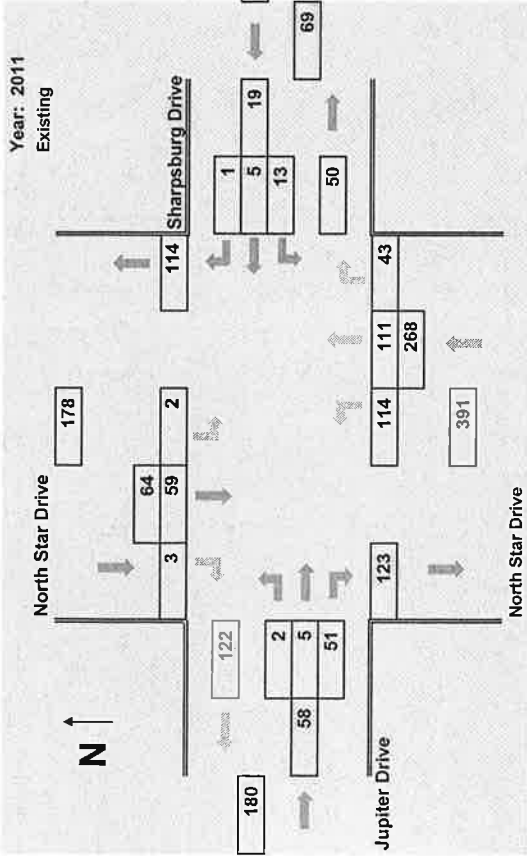 Year: 2011
Existing
North Star Drive
178
Sharpsburg Drive
N
64
3 59 2
114
122
180
1
5 19
13
69
2
58 5
51
50
123
114 111 43
268
391
Jupiter Drive
North Star Drive